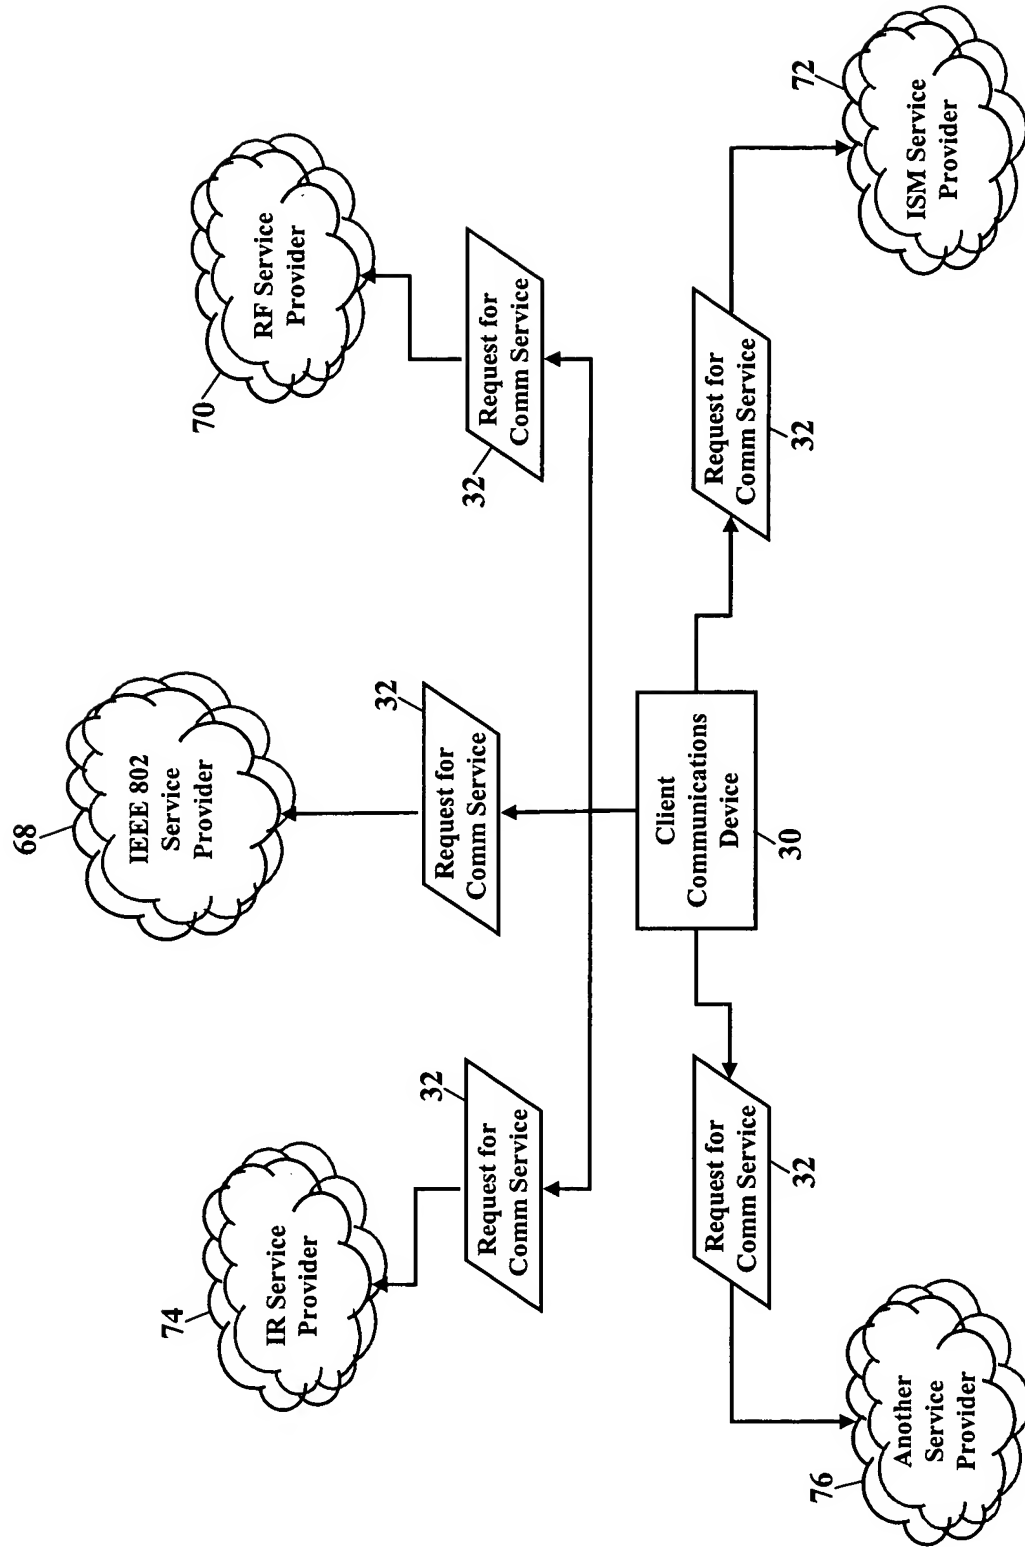 68
IEEE 802
Service
Provider
74
IR Service
Provider
70
RF Service
Provider
32
Request for
Comm Service
32
Request for
Comm Service
32
Request for
Comm Service
Client
Communications
Device
30
Request for
Comm Service
32
Request for
Comm Service
32
76
Another
Service
Provider
72
ISM Service
Provider